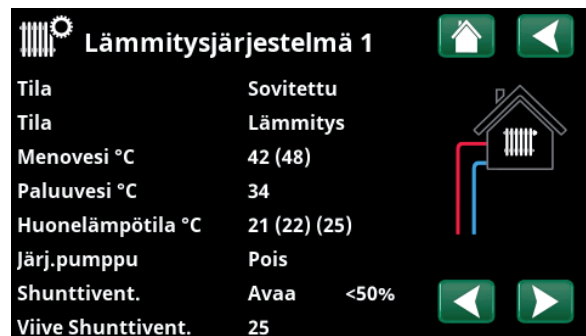 Lämmitysjärjestelmä 1
Tila Sovitettu
Tila Lämmitys
Menovesi °C 42 (48)
Paluuvesi °C 34
Huonelämpötila °C 21 (22) (25)
Järj.pumppu Pois
Shunttivent. Avaa <50%
Viive Shunttivent. 25